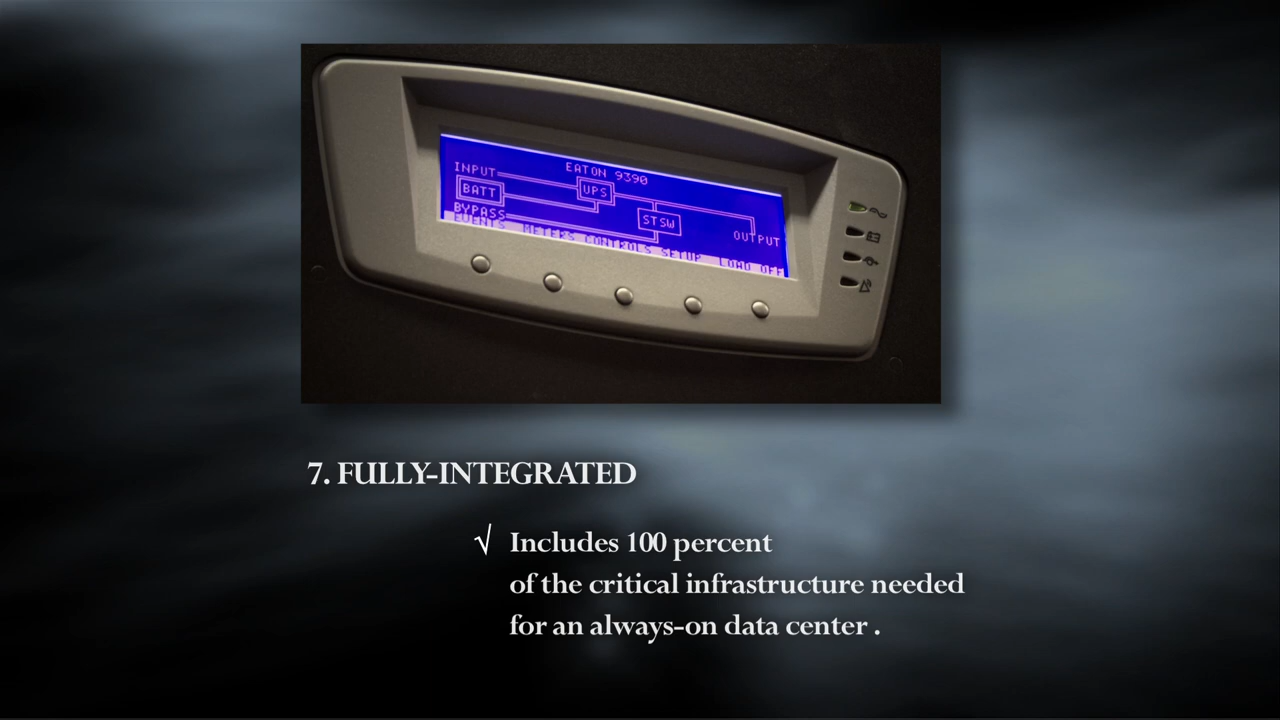 EATON 9390
INPUT
UPS
BATT
BYPASS
STSW
OUTPUT
EVENTS METERS CONTROLS SETUP LOAD OFF
7. FULLY-INTEGRATED
√ Includes 100 percent
of the critical infrastructure needed
for an always-on data center .